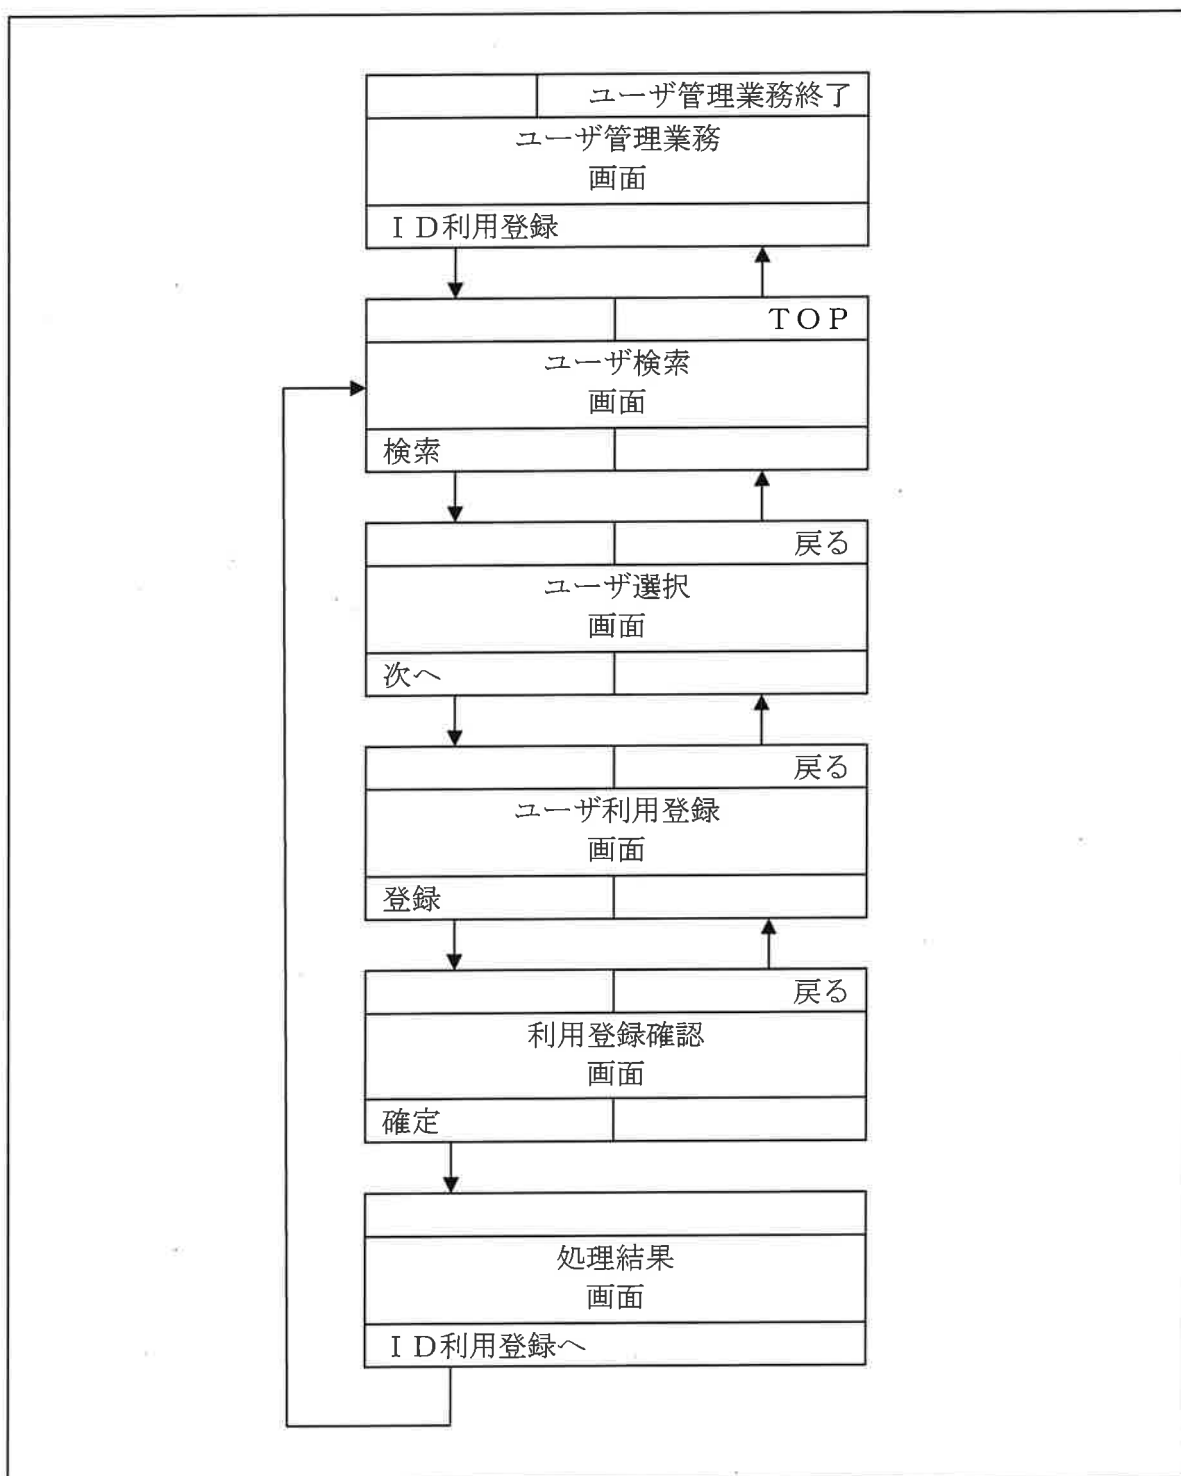 ユーザ管理業務終了
ユーザ管理業務
画面
ＩＤ利用登録
ＴＯＰ
ユーザ検索
画面
検索
戻る
ユーザ選択
画面
次へ
戻る
ユーザ利用登録
画面
登録
戻る
利用登録確認
画面
確定
処理結果
画面
ＩＤ利用登録へ